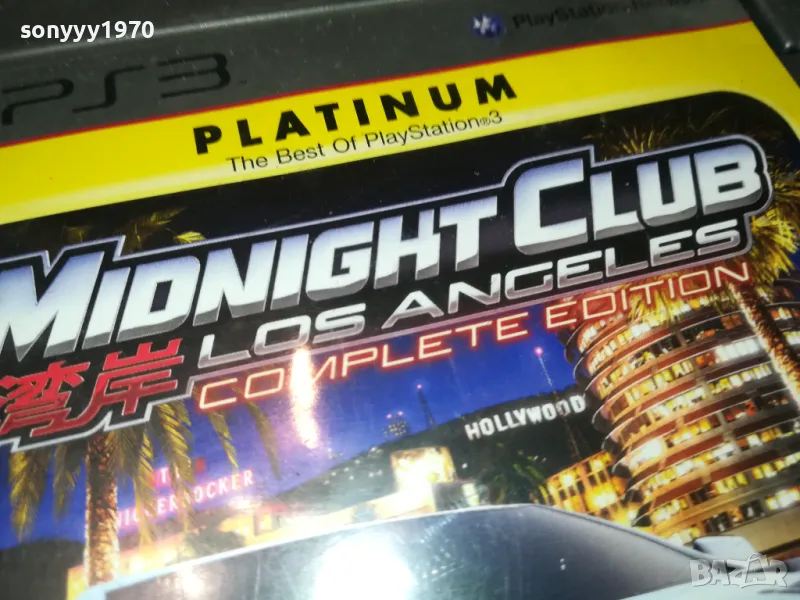 sonyyy1970
PlayStation Network
PS3
PLATINUM
The Best Of PlayStation®3
MIDNIGHT CLUB
LOS ANGELES
湾岸
COMPLETE EDITION
HOLLYWOOD
BAZAR